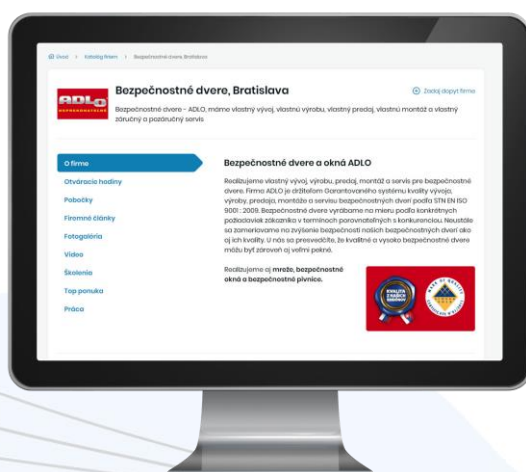 Úvod > Katalóg firiem > Bezpečnostné dvere, Bratislava
ADLO
Bezpečnostné dvere, Bratislava
Zadaj dopyt firme
Bezpečnostné dvere - ADLO, máme vlastný vývoj, vlastnú výrobu, vlastný predaj, vlastnú montáž a vlastný
záručný a pozáručný servis
O firme
Otváracie hodiny
Pobočky
Firemné články
Fotogaléria
Video
Školenia
Top ponuka
Práca
Bezpečnostné dvere a okná ADLO
Realizujeme vlastný vývoj, výrobu, predaj, montáž a servis pre bezpečnostné
dvere. Firma ADLO je držiteľom Garantovaného systému kvality vývoja,
výroby, predaja, montáže a servisu bezpečnostných dverí podľa STN EN ISO
9001 : 2009. Bezpečnostné dvere vyrábame na mieru podľa konkrétnych
požiadaviek zákazníka v termínoch porovnateľných s konkurenciou. Neustále
sa zameriavame na zvýšenie bezpečnosti našich bezpečnostných dverí ako
aj ich kvality. U nás sa presvedčíte, že kvalitné a vysoko bezpečnostné dvere
môžu byť zároveň aj veľmi pekné.
Realizujeme aj mreže, bezpečnostné
okná a bezpečnostné pivnice.
KVALITA
Z NAŠICH